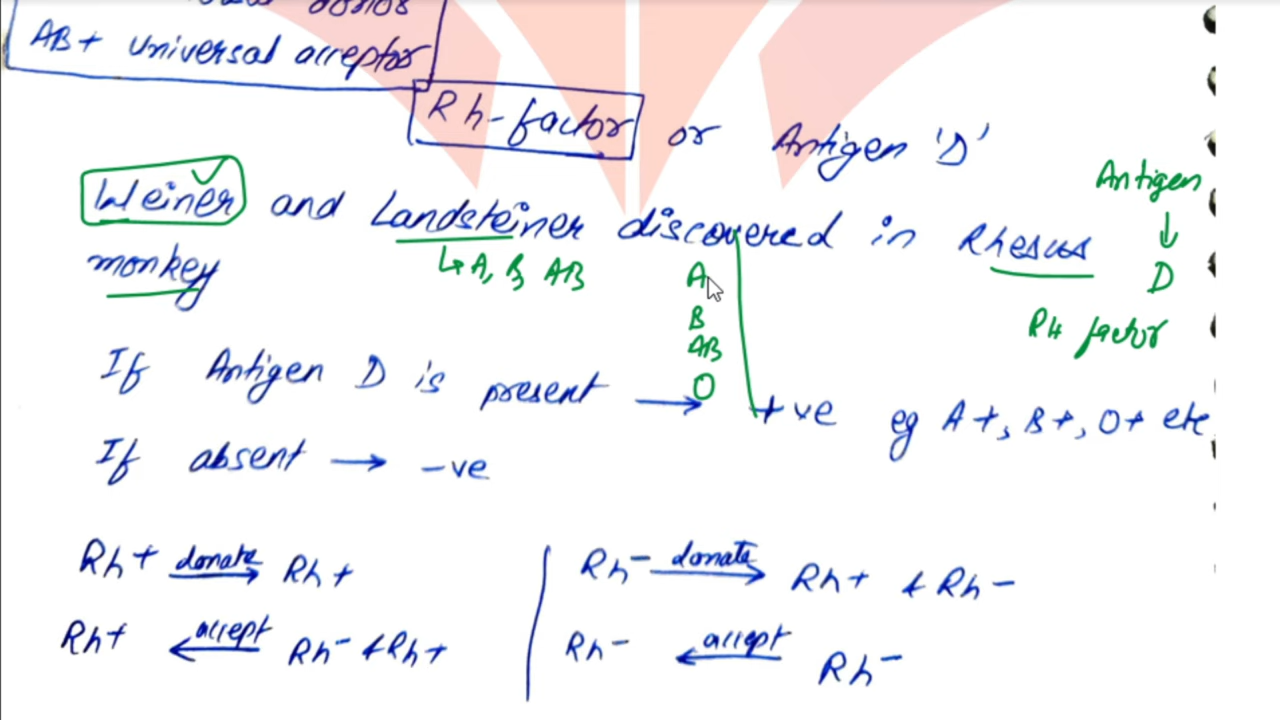 AB+ Universal acceptor
Rh-factor or Antigen 'D'
Antigen
↓
D
RH factor
Weiner and Landsteiner discovered in Rhesus
monkey
↳ A, B AB
A
B
AB
O
If Antigen D is present → +ve eg A+, B+, O+ etc
If absent → -ve
Rh+ donate → Rh+
Rh+ ← accept Rh- & Rh+
Rh- donate → Rh+ & Rh-
Rh- ← accept Rh-